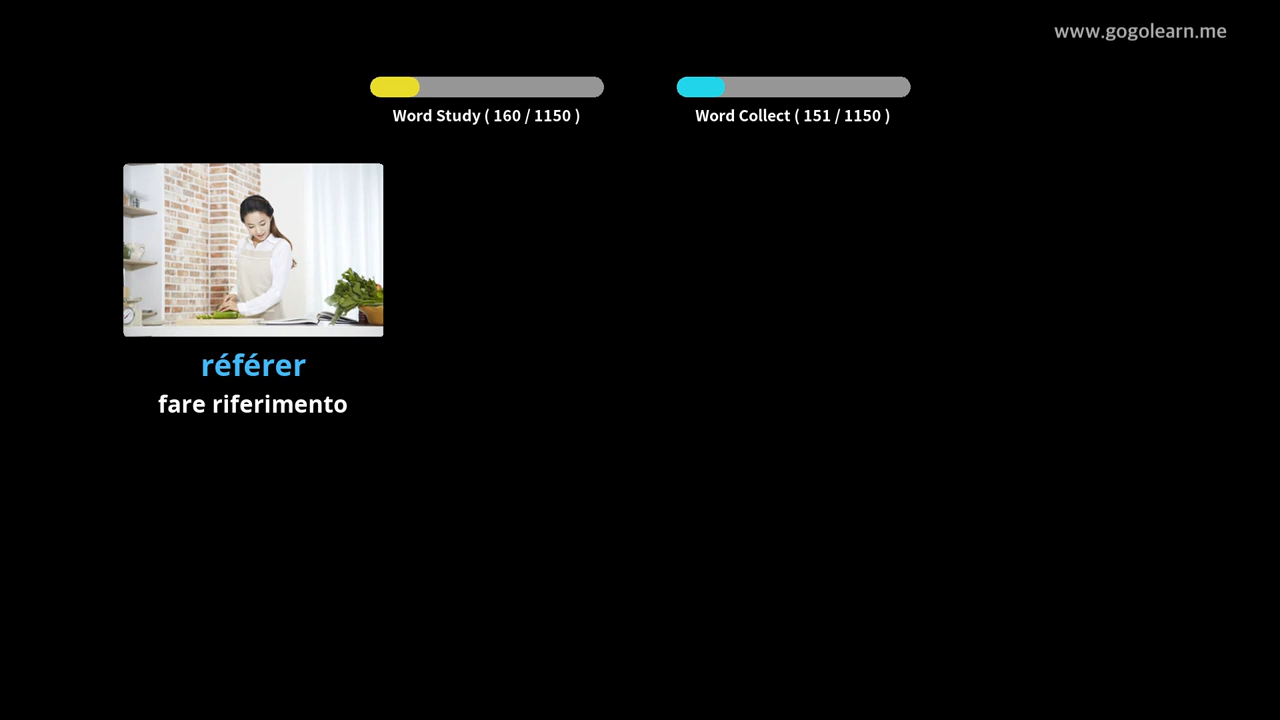 www.gogolearn.me
Word Study ( 160 / 1150 )
Word Collect ( 151 / 1150 )
référer
fare riferimento